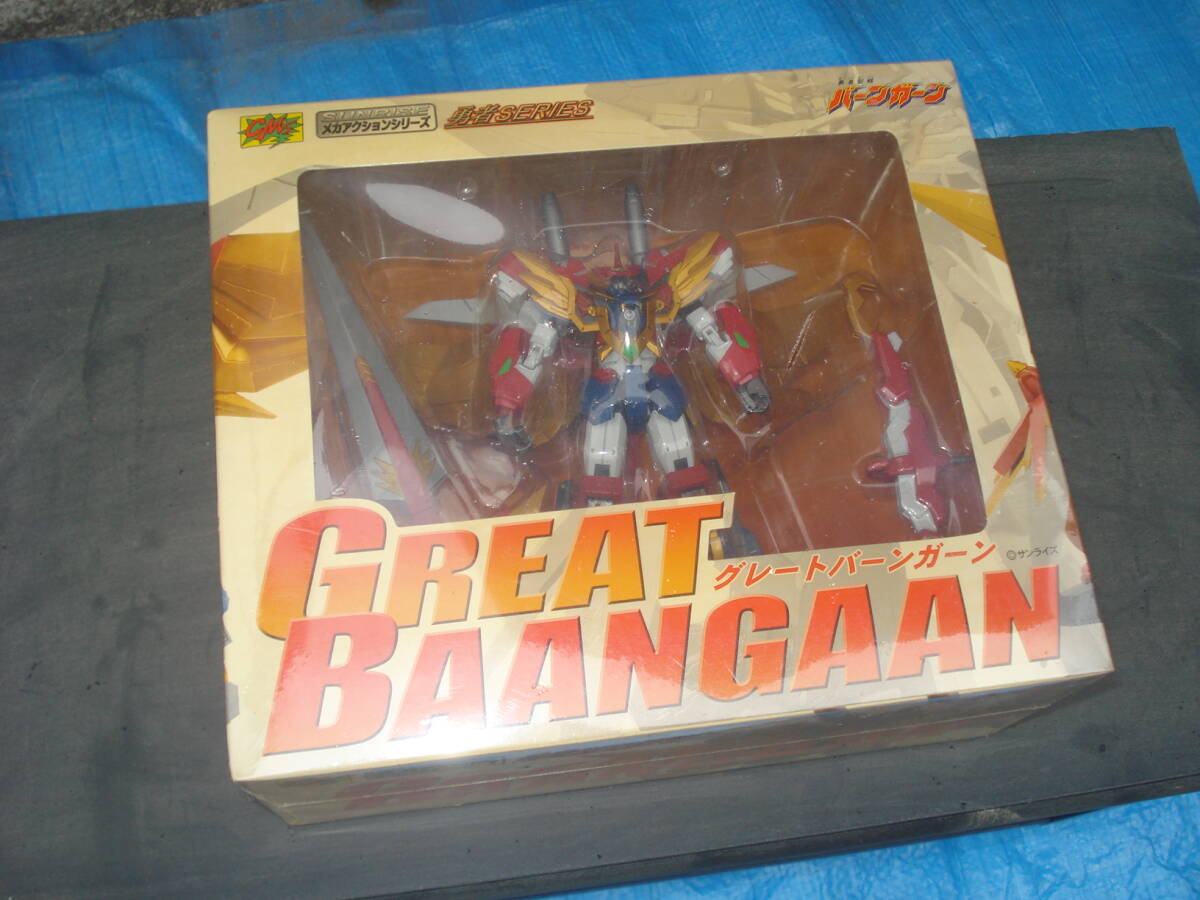 CM's
SUNRISE
メカアクションシリーズ
勇者SERIES
バーンガーン
GREAT
グレートバーンガーン
©サンライズ
BAANGAAN